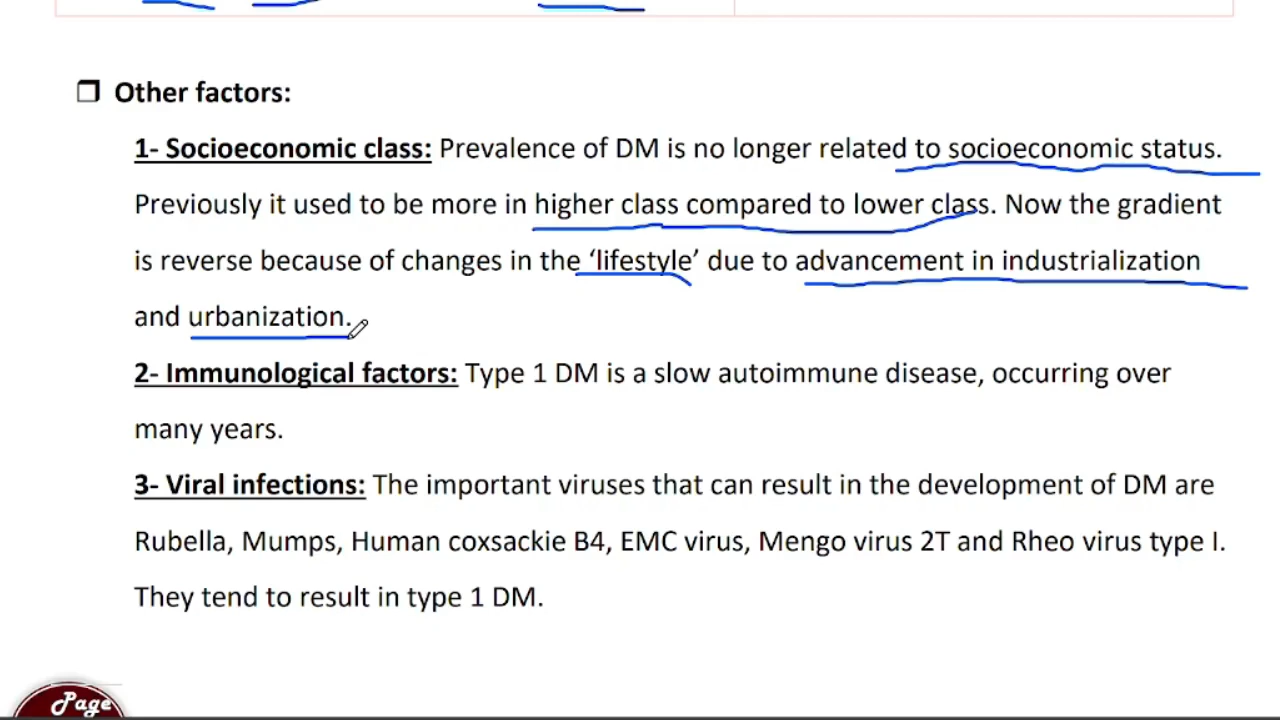 ❒ Other factors:
1- Socioeconomic class: Prevalence of DM is no longer related to socioeconomic status.
Previously it used to be more in higher class compared to lower class. Now the gradient
is reverse because of changes in the ‘lifestyle’ due to advancement in industrialization
and urbanization.
2- Immunological factors: Type 1 DM is a slow autoimmune disease, occurring over
many years.
3- Viral infections: The important viruses that can result in the development of DM are
Rubella, Mumps, Human coxsackie B4, EMC virus, Mengo virus 2T and Rheo virus type I.
They tend to result in type 1 DM.
Page